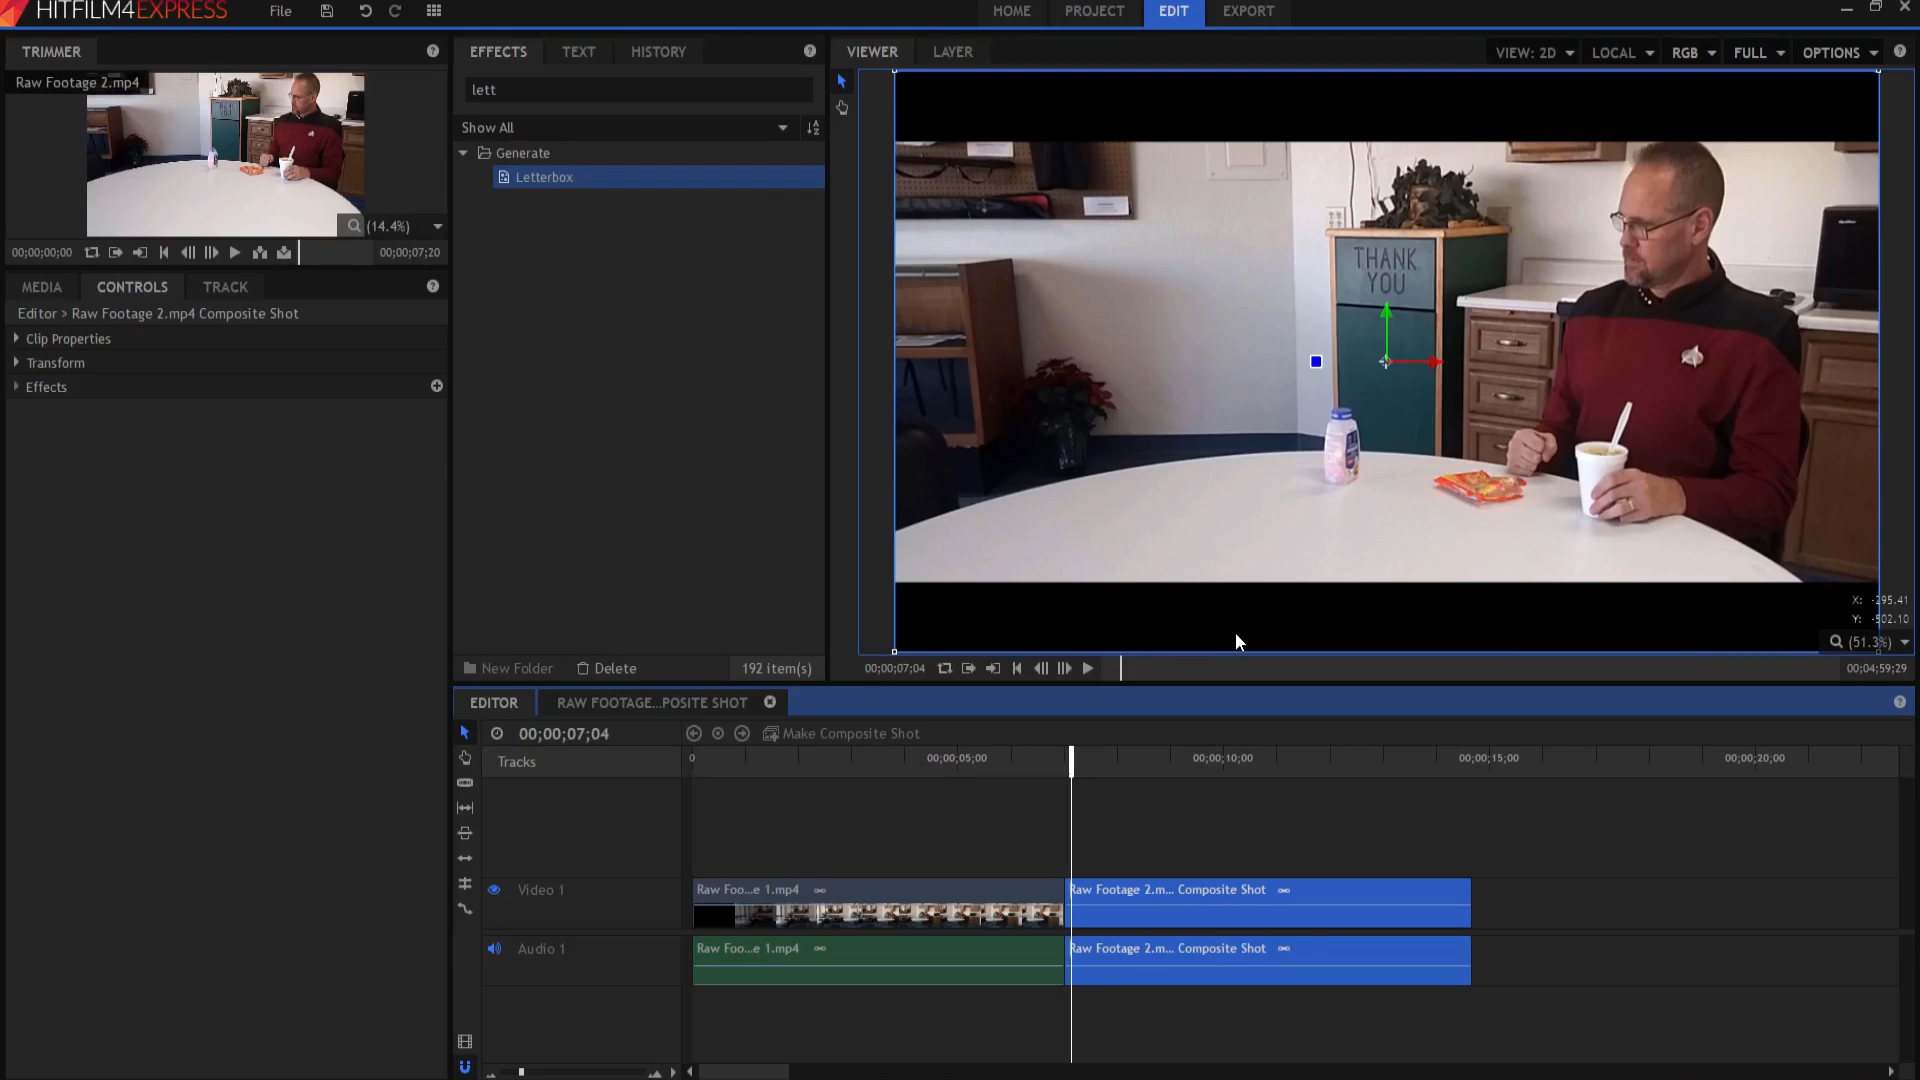 HITFILM4EXPRESS
File
HOME
PROJECT
EDIT
EXPORT
TRIMMER
EFFECTS
TEXT
HISTORY
VIEWER
LAYER
VIEW: 2D
LOCAL
RGB
FULL
OPTIONS
Raw Footage 2.mp4
(14.4%)
00;00;00;00
00;00;07;20
lett
Show All
Generate
Letterbox
MEDIA
CONTROLS
TRACK
Editor > Raw Footage 2.mp4 Composite Shot
Clip Properties
Transform
Effects
THANK
YOU
X: -295.41
Y: -502.10
(51.3%)
New Folder
Delete
192 item(s)
00;00;07;04
00;04;59;29
EDITOR
RAW FOOTAGE...POSITE SHOT
00;00;07;04
Make Composite Shot
Tracks
0
00;00;05;00
00;00;10;00
00;00;15;00
00;00;20;00
Video 1
Raw Foo...e 1.mp4
Raw Footage 2.m... Composite Shot
Audio 1
Raw Foo...e 1.mp4
Raw Footage 2.m... Composite Shot